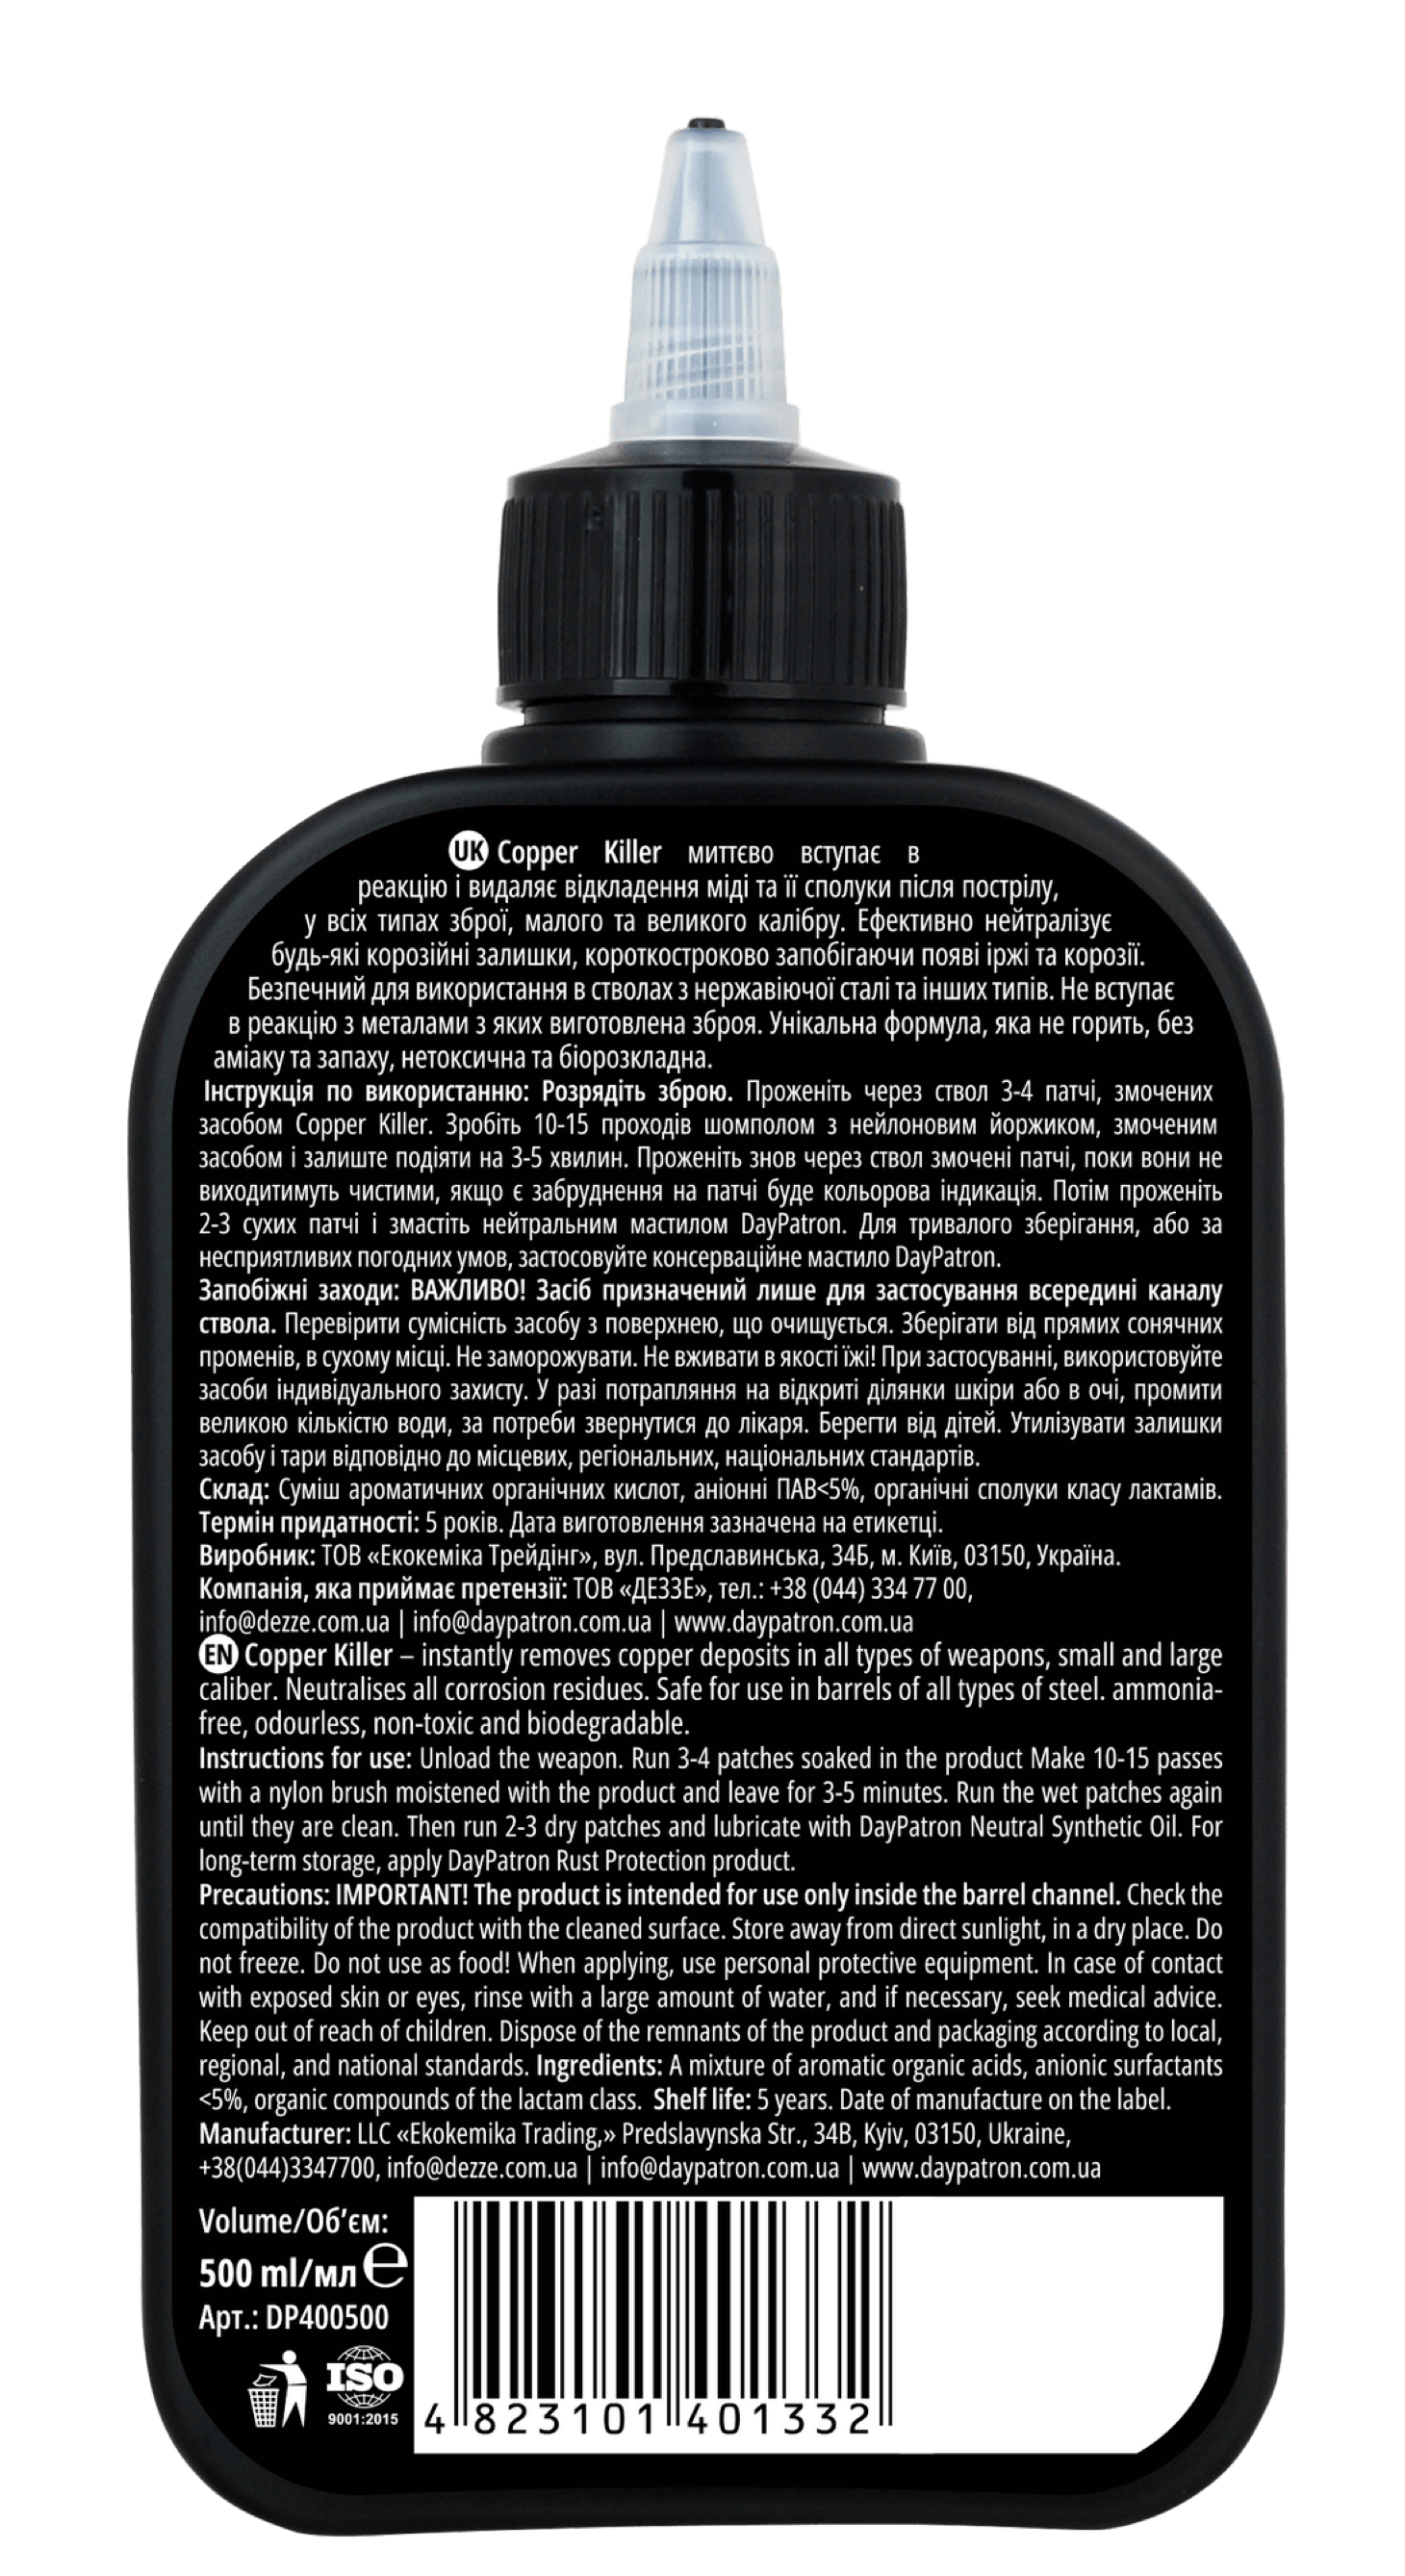 UK Copper Killer миттєво вступає в
реакцію і видаляє відкладення міді та її сполуки після пострілу,
у всіх типах зброї, малого та великого калібру. Ефективно нейтралізує
будь-які корозійні залишки, короткостроково запобігаючи появі іржі та корозії.
Безпечний для використання в стволах з нержавіючої сталі та інших типів. Не вступає
в реакцію з металами з яких виготовлена зброя. Унікальна формула, яка не горить, без
аміаку та запаху, нетоксична та біорозкладна.
Інструкція по використанню: Розрядіть зброю. Проженіть через ствол 3-4 патчі, змочених
засобом Copper Killer. Зробіть 10-15 проходів шомполом з нейлоновим йоржиком, змоченим
засобом і залиште подіяти на 3-5 хвилин. Проженіть знов через ствол змочені патчі, поки вони не
виходитимуть чистими, якщо є забруднення на патчі буде кольорова індикація. Потім проженіть
2-3 сухих патчі і змастіть нейтральним мастилом DayPatron. Для тривалого зберігання, або за
несприятливих погодних умов, застосовуйте консерваційне мастило DayPatron.
Запобіжні заходи: ВАЖЛИВО! Засіб призначений лише для застосування всередині каналу
ствола. Перевірити сумісність засобу з поверхнею, що очищується. Зберігати від прямих сонячних
променів, в сухому місці. Не заморожувати. Не вживати в якості їжі! При застосуванні, використовуйте
засоби індивідуального захисту. У разі потрапляння на відкриті ділянки шкіри або в очі, промити
великою кількістю води, за потреби звернутися до лікаря. Берегти від дітей. Утилізувати залишки
засобу і тари відповідно до місцевих, регіональних, національних стандартів.
Склад: Суміш ароматичних органічних кислот, аніонні ПАВ<5%, органічні сполуки класу лактамів.
Термін придатності: 5 років. Дата виготовлення зазначена на етикетці.
Виробник: ТОВ «Екокеміка Трейдінг», вул. Предславинська, 34Б, м. Київ, 03150, Україна.
Компанія, яка приймає претензії: ТОВ «ДЕЗЗЕ», тел.: +38 (044) 334 77 00,
info@dezze.com.ua | info@daypatron.com.ua | www.daypatron.com.ua
EN Copper Killer – instantly removes copper deposits in all types of weapons, small and large
caliber. Neutralises all corrosion residues. Safe for use in barrels of all types of steel. ammonia-
free, odourless, non-toxic and biodegradable.
Instructions for use: Unload the weapon. Run 3-4 patches soaked in the product Make 10-15 passes
with a nylon brush moistened with the product and leave for 3-5 minutes. Run the wet patches again
until they are clean. Then run 2-3 dry patches and lubricate with DayPatron Neutral Synthetic Oil. For
long-term storage, apply DayPatron Rust Protection product.
Precautions: IMPORTANT! The product is intended for use only inside the barrel channel. Check the
compatibility of the product with the cleaned surface. Store away from direct sunlight, in a dry place. Do
not freeze. Do not use as food! When applying, use personal protective equipment. In case of contact
with exposed skin or eyes, rinse with a large amount of water, and if necessary, seek medical advice.
Keep out of reach of children. Dispose of the remnants of the product and packaging according to local,
regional, and national standards. Ingredients: A mixture of aromatic organic acids, anionic surfactants
<5%, organic compounds of the lactam class. Shelf life: 5 years. Date of manufacture on the label.
Manufacturer: LLC «Ekokemika Trading,» Predslavynska Str., 34B, Kyiv, 03150, Ukraine,
+38(044)3347700, info@dezze.com.ua | info@daypatron.com.ua | www.daypatron.com.ua
Volume/Об’єм:
500 ml/мл e
Арт.: DP400500
ISO
9001:2015
4 823101 401332